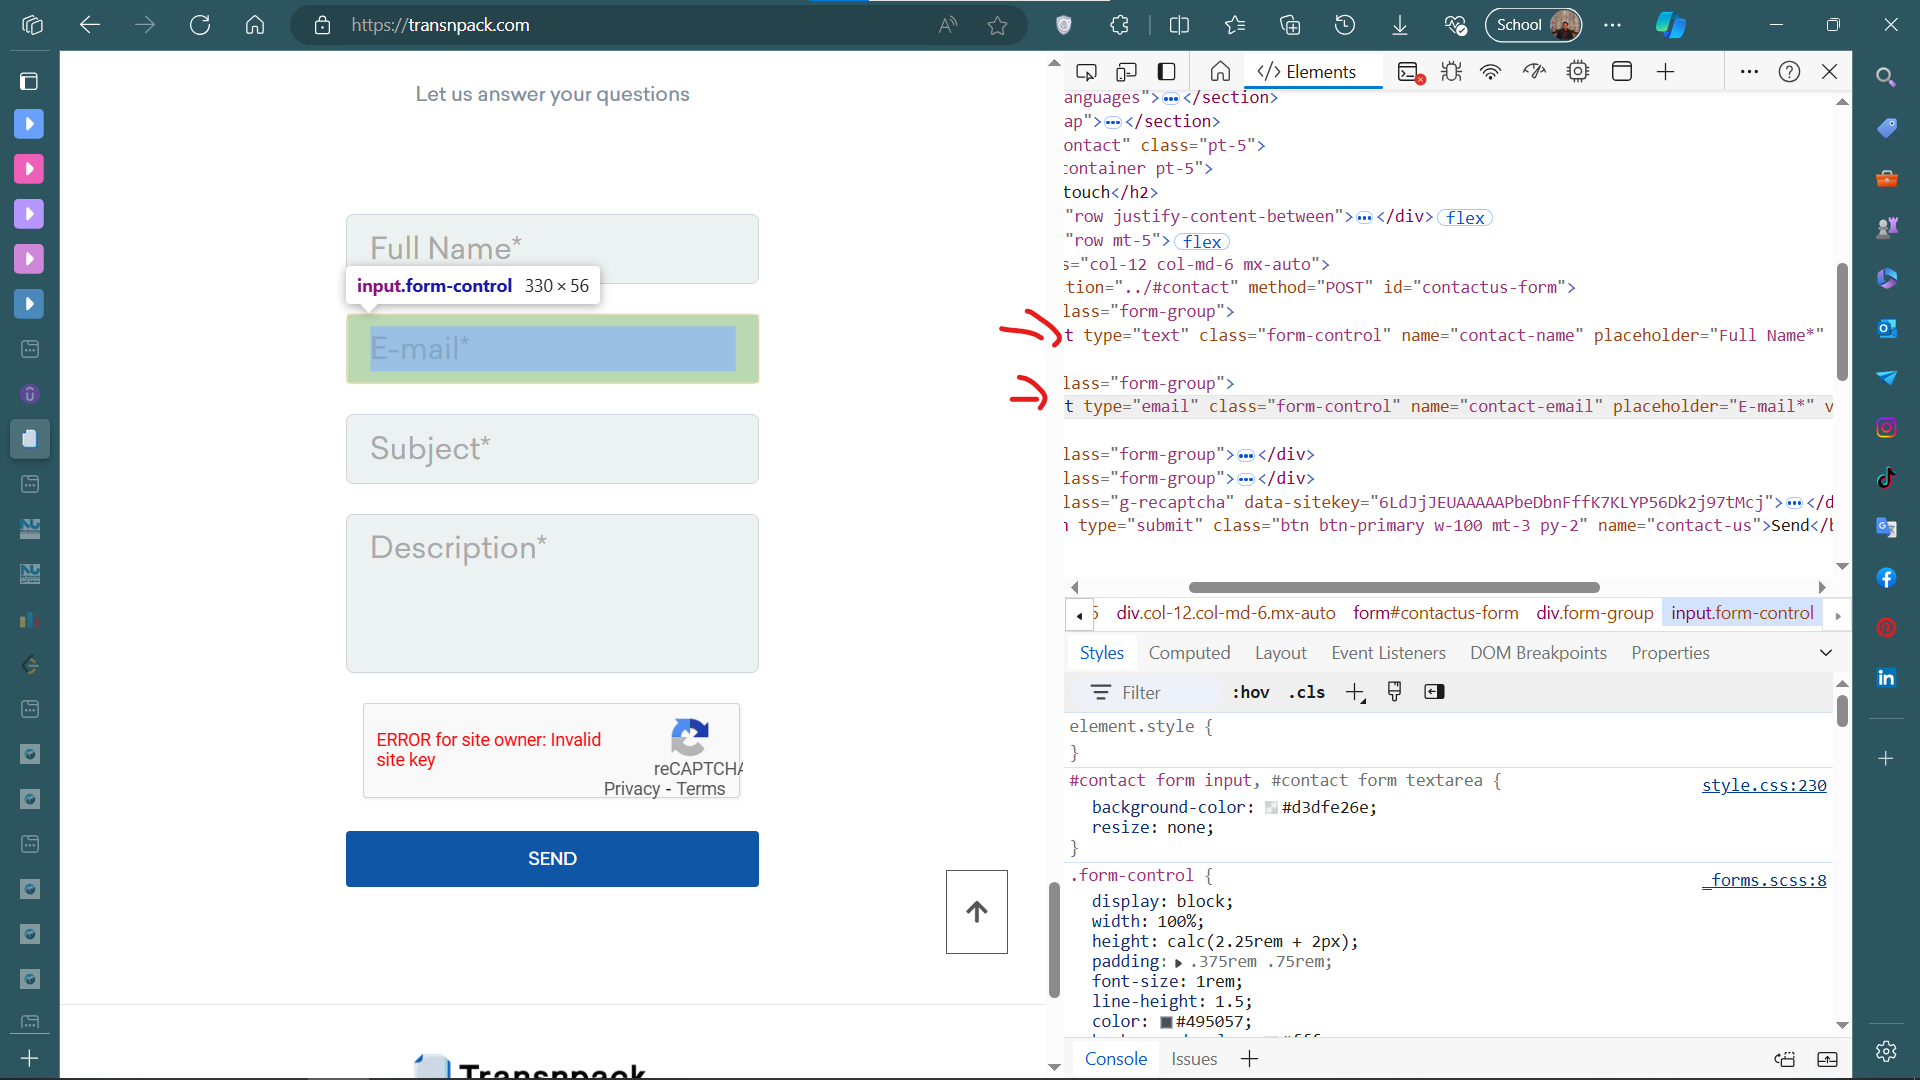 https://transnpack.com
School
Let us answer your questions
Full Name*
input.form-control 330 × 56
E-mail*
Subject*
Description*
ERROR for site owner: Invalid
site key
reCAPTCHA
Privacy - Terms
SEND
Transnpack
Elements
anguages"></section>
ap"></section>
ontact" class="pt-5">
container pt-5">
touch</h2>
"row justify-content-between"></div> flex
"row mt-5"> flex
s="col-12 col-md-6 mx-auto">
ction="../#contact" method="POST" id="contactus-form">
lass="form-group">
t type="text" class="form-control" name="contact-name" placeholder="Full Name*"
lass="form-group">
t type="email" class="form-control" name="contact-email" placeholder="E-mail*" v
lass="form-group"></div>
lass="form-group"></div>
lass="g-recaptcha" data-sitekey="6LdJjJEUAAAAAPbeDbnFffK7KLYP56Dk2j97tMcj"></d
n type="submit" class="btn btn-primary w-100 mt-3 py-2" name="contact-us">Send</b
5 div.col-12.col-md-6.mx-auto form#contactus-form div.form-group input.form-control
Styles Computed Layout Event Listeners DOM Breakpoints Properties
Filter :hov .cls
element.style {
}
#contact form input, #contact form textarea { style.css:230
background-color: #d3dfe26e;
resize: none;
}
.form-control { _forms.scss:8
display: block;
width: 100%;
height: calc(2.25rem + 2px);
padding: .375rem .75rem;
font-size: 1rem;
line-height: 1.5;
color: #495057;
Console Issues